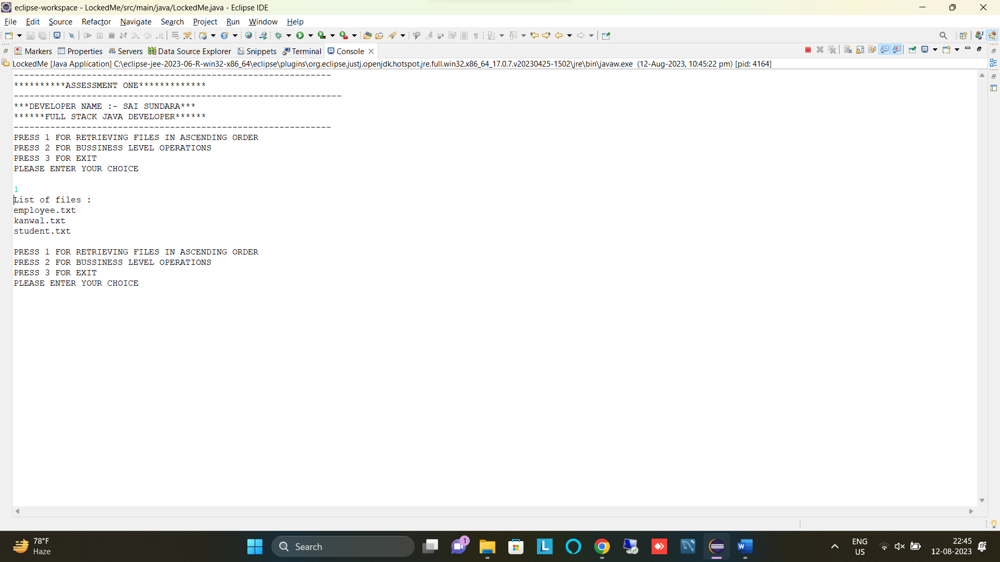 eclipse-workspace - LockedMe/src/main/java/LockedMe.java - Eclipse IDE
File Edit Source Refactor Navigate Search Project Run Window Help
Markers Properties Servers Data Source Explorer Snippets Terminal Console
LockedMe [Java Application] C:\eclipse-jee-2023-06-R-win32-x86_64\eclipse\plugins\org.eclipse.justj.openjdk.hotspot.jre.full.win32.x86_64_17.0.7.v20230425-1502\jre\bin\javaw.exe (12-Aug-2023, 10:45:22 pm) [pid: 4164]
-------------------------------------------------------------
**********ASSESSMENT ONE*************
---------------------------------------------------------------
***DEVELOPER NAME :- SAI SUNDARA***
******FULL STACK JAVA DEVELOPER******
-------------------------------------------------------------
PRESS 1 FOR RETRIEVING FILES IN ASCENDING ORDER
PRESS 2 FOR BUSSINESS LEVEL OPERATIONS
PRESS 3 FOR EXIT
PLEASE ENTER YOUR CHOICE
1
List of files :
employee.txt
kanwal.txt
student.txt
PRESS 1 FOR RETRIEVING FILES IN ASCENDING ORDER
PRESS 2 FOR BUSSINESS LEVEL OPERATIONS
PRESS 3 FOR EXIT
PLEASE ENTER YOUR CHOICE
78°F
Haze
Search
1
ENG
US
22:45
12-08-2023